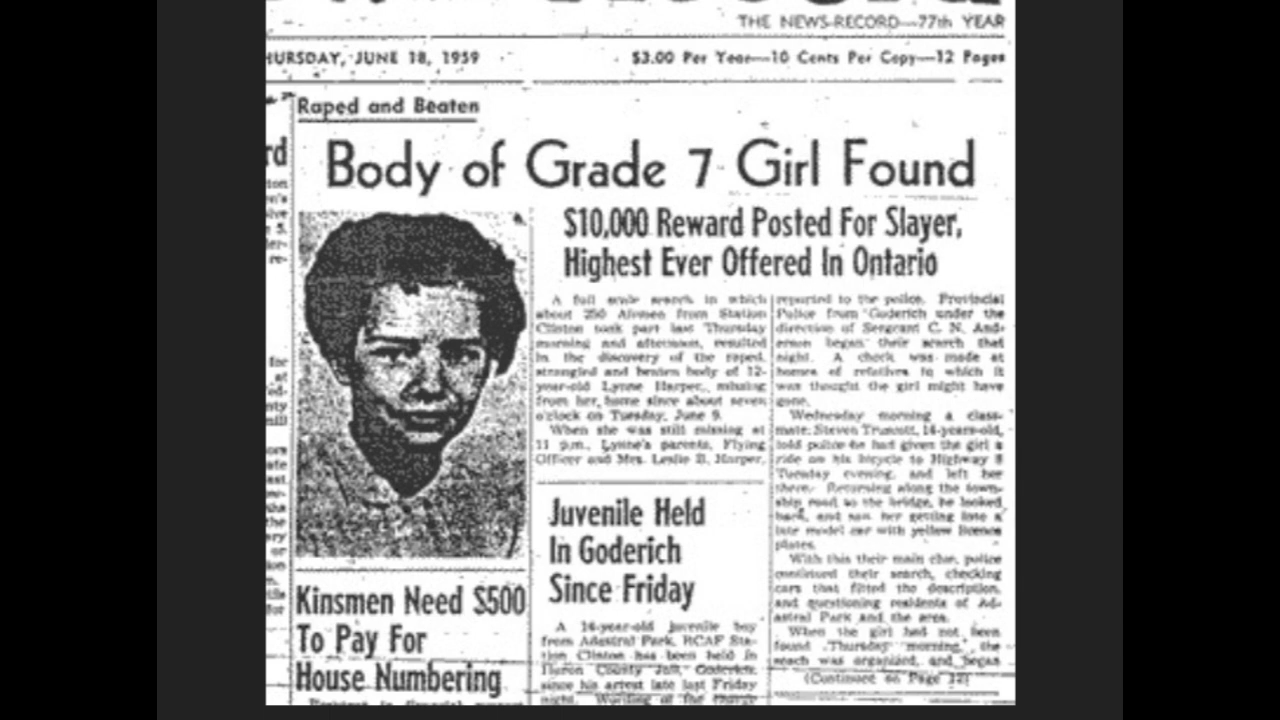 THE NEWS-RECORD—77th YEAR
HURSDAY, JUNE 18, 1959
$3.00 Per Year—10 Cents Per Copy—12 Pages
Raped and Beaten
Body of Grade 7 Girl Found
$10,000 Reward Posted For Slayer,
Highest Ever Offered In Ontario
A full scale search in which
about 250 Airmen from Station
Clinton took part last Thursday
morning and afternoon, resulted
in the discovery of the raped,
strangled and beaten body of 12-
year-old Lynne Harper, missing
from her home since about seven
o'clock on Tuesday, June 9.
When she was still missing at
11 p.m., Lynne's parents, Flying
Officer and Mrs. Leslie B. Harper,
Juvenile Held
In Goderich
Since Friday
A 14-year-old juvenile boy
from Adastral Park, RCAF Sta-
tion Clinton has been held in
Huron County Jail, Goderich,
since his arrest late last Friday
night.
reported to the police. Provincial
Police from Goderich under the
direction of Sergeant C. N. And-
erson began their search that
night. A check was made at
homes of relatives to which it
was thought the girl might have
gone.
Wednesday morning a class-
mate, Steven Truscott, 14-years-old,
told police he had given the girl a
ride on his bicycle to Highway 8
Tuesday evening, and left her
there. Returning along the town-
ship road to the bridge, he looked
back, and saw her getting into a
late model car with yellow licence
plates.
With this their main clue, police
continued their search, checking
cars that fitted the description,
and questioning residents of Ad-
astral Park and the area.
When the girl had not been
found Thursday morning, the
search was organized, and began
(Continued on Page 12)
Kinsmen Need $500
To Pay For
House Numbering